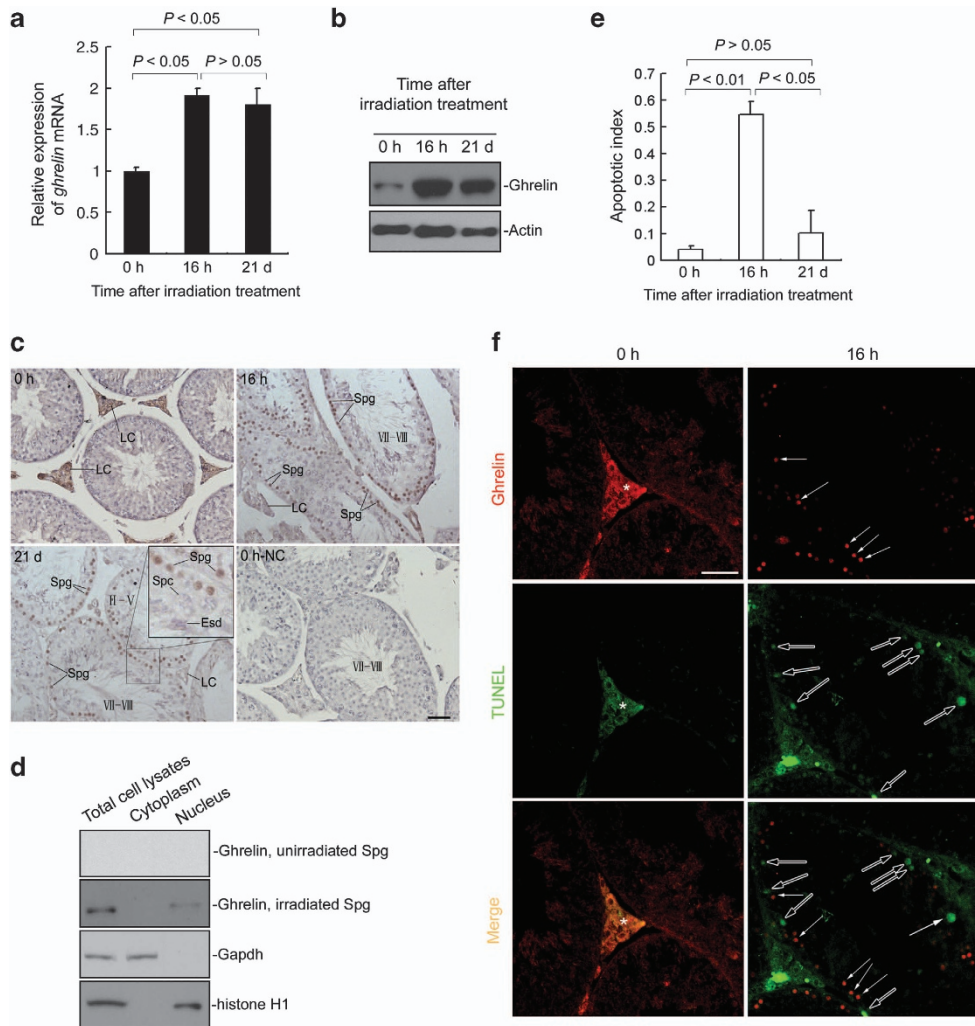 a
P < 0.05
P < 0.05
P > 0.05
2.5
2
1.5
1
0.5
0
Relative expression
of ghrelin mRNA
0 h
16 h
21 d
Time after irradiation treatment
b
Time after
irradiation treatment
0 h
16 h
21 d
-Ghrelin
-Actin
e
P > 0.05
P < 0.01
P < 0.05
0.7
0.6
0.5
0.4
0.3
0.2
0.1
0
Apoptotic index
0 h
16 h
21 d
Time after irradiation treatment
c
0 h
LC
LC
16 h
Spg
VII-VIII
Spg
LC
Spg
21 d
Spg
II-V
Spg
Spc
Esd
Spg
LC
VII-VIII
0 h-NC
VII-VIII
d
Total cell lysates
Cytoplasm
Nucleus
-Ghrelin, unirradiated Spg
-Ghrelin, irradiated Spg
-Gapdh
-histone H1
f
0 h
16 h
Ghrelin
*
TUNEL
*
Merge
*